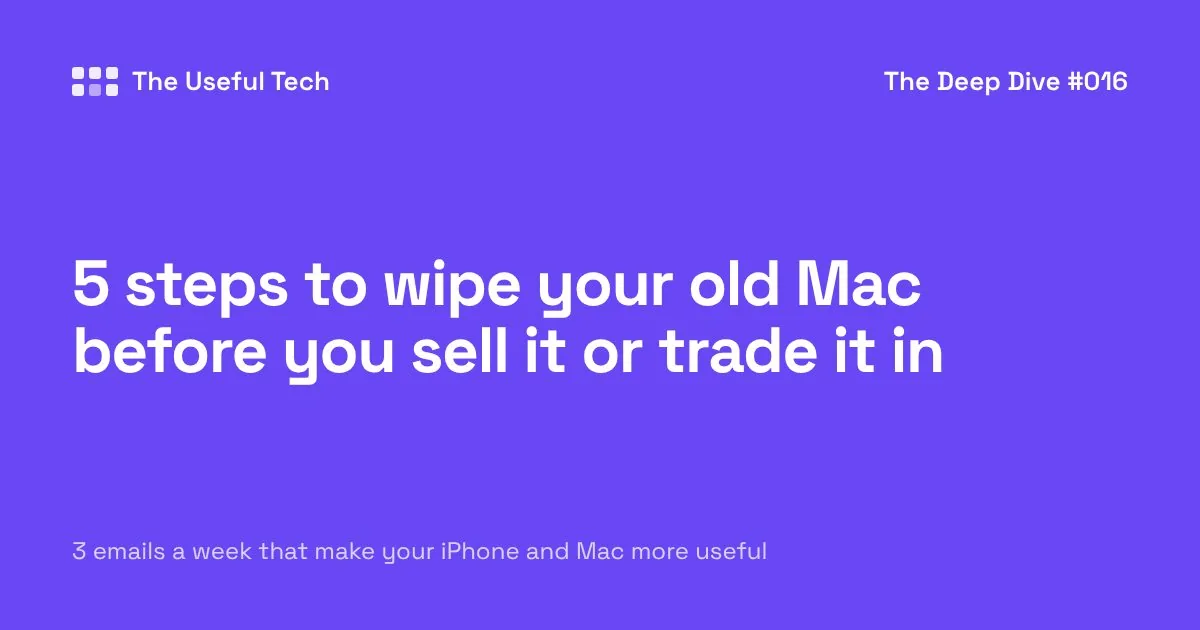 The Useful Tech
The Deep Dive #016
5 steps to wipe your old Mac
before you sell it or trade it in
3 emails a week that make your iPhone and Mac more useful